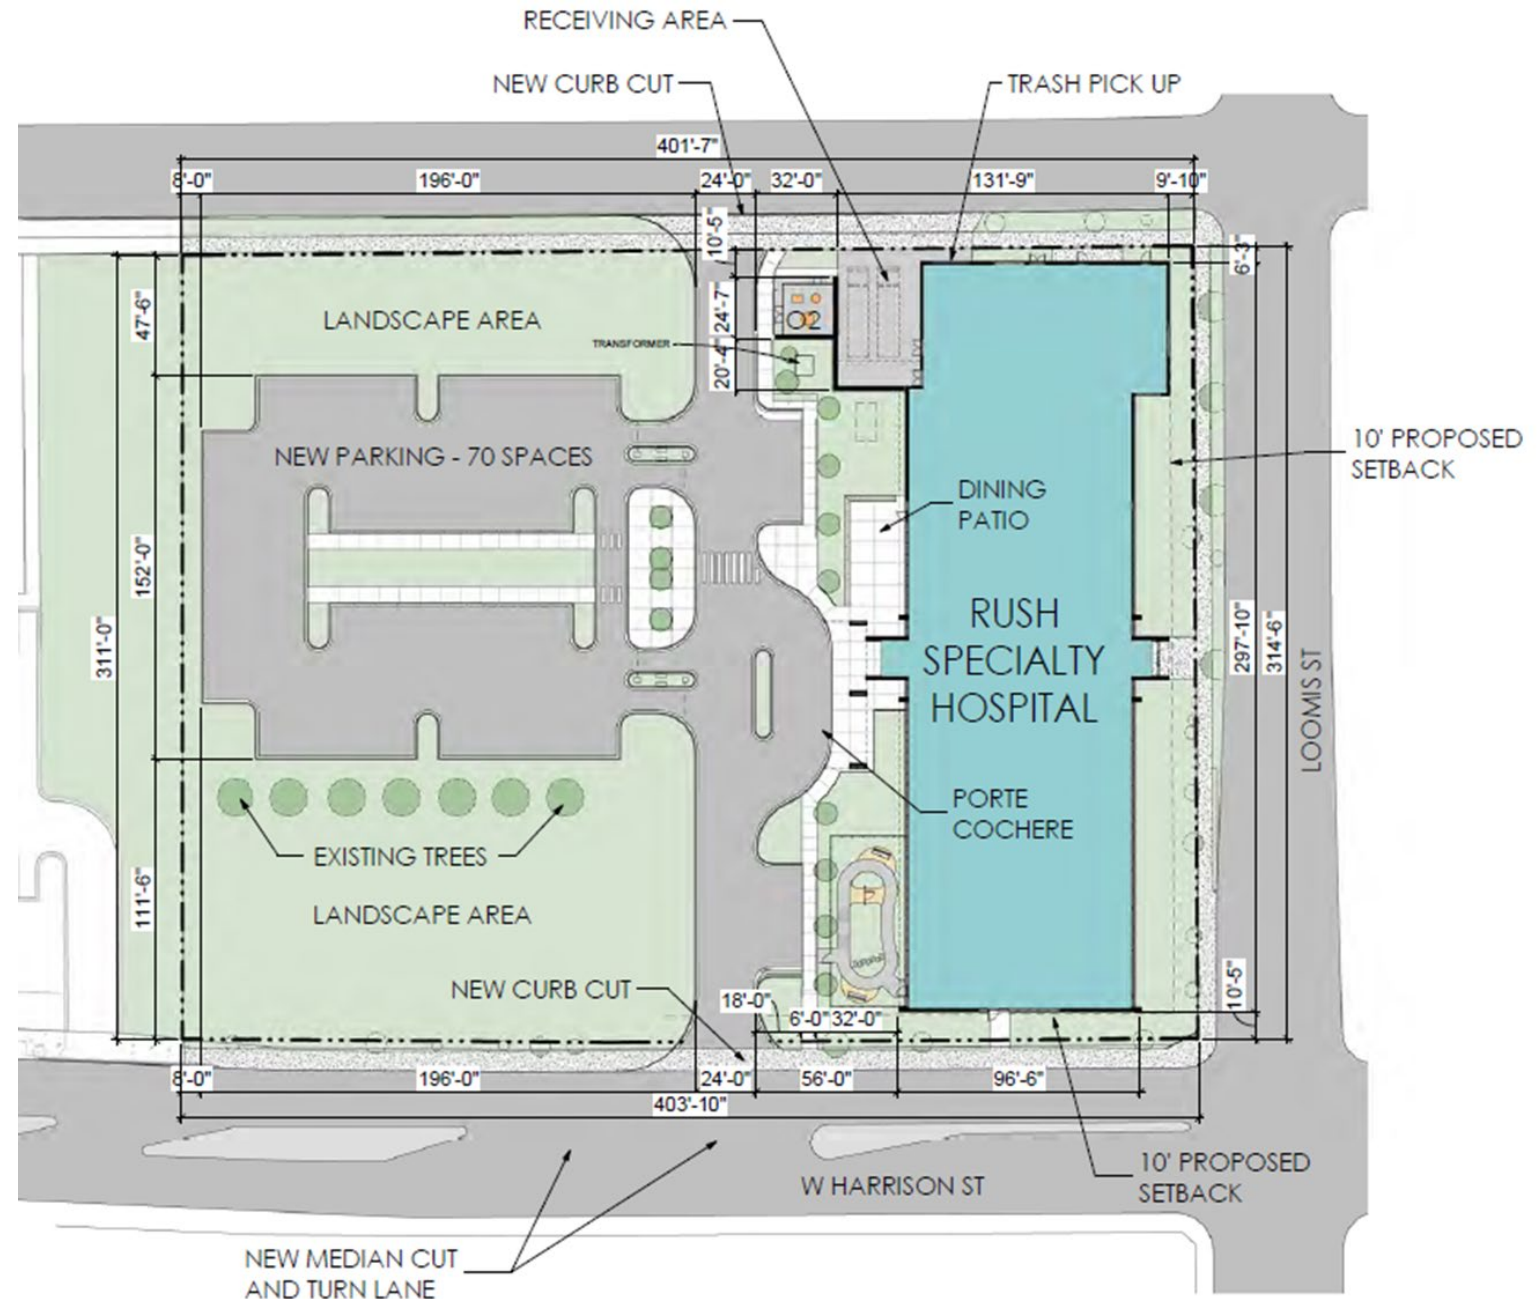 RECEIVING AREA
NEW CURB CUT
TRASH PICK UP
401'-7"
8'-0"
196'-0"
24'-0"
32'-0"
131'-9"
9'-10"
10'-5"
6'-3"
47'-6"
LANDSCAPE AREA
24'-7"
O2
TRANSFORMER
20'-4"
10' PROPOSED
SETBACK
NEW PARKING - 70 SPACES
DINING
PATIO
152'-0"
311'-0"
RUSH
SPECIALTY
HOSPITAL
297'-10"
314'-6"
LOOMIS ST
PORTE
COCHERE
EXISTING TREES
111'-6"
LANDSCAPE AREA
NEW CURB CUT
18'-0"
6'-0"
32'-0"
10'-5"
8'-0"
196'-0"
24'-0"
56'-0"
96'-6"
403'-10"
W HARRISON ST
10' PROPOSED
SETBACK
NEW MEDIAN CUT
AND TURN LANE